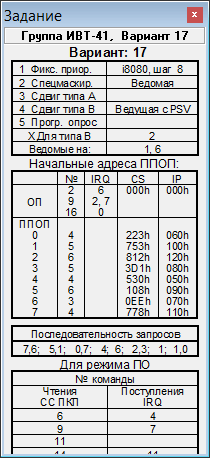 Задание
Группа ИВТ-41, Вариант 17
Вариант: 17
1 Фикс. приор. i8080, шаг 8
2 Спецмаскир. Ведомая
3 Сдвиг типа А
4 Сдвиг типа В Ведущая с PSV
5 Прогр. опрос
X Для типа В 2
Ведомые на: 1, 6
Начальные адреса ППОП:
№ IRQ CS IP
ОП 2 6 000h 000h
9 2, 7
16 0
ППОП
0 4 223h 060h
1 5 753h 100h
2 6 812h 120h
3 5 3D1h 080h
4 4 530h 050h
5 6 108h 090h
6 3 0EEh 070h
7 4 778h 110h
Последовательность запросов
7,6; 5,1; 0,7; 4; 6; 2,3; 1; 1,0
Для режима ПО
№ команды
Чтения Поступления
СС ПКП IRQ
6 4
9 7
11